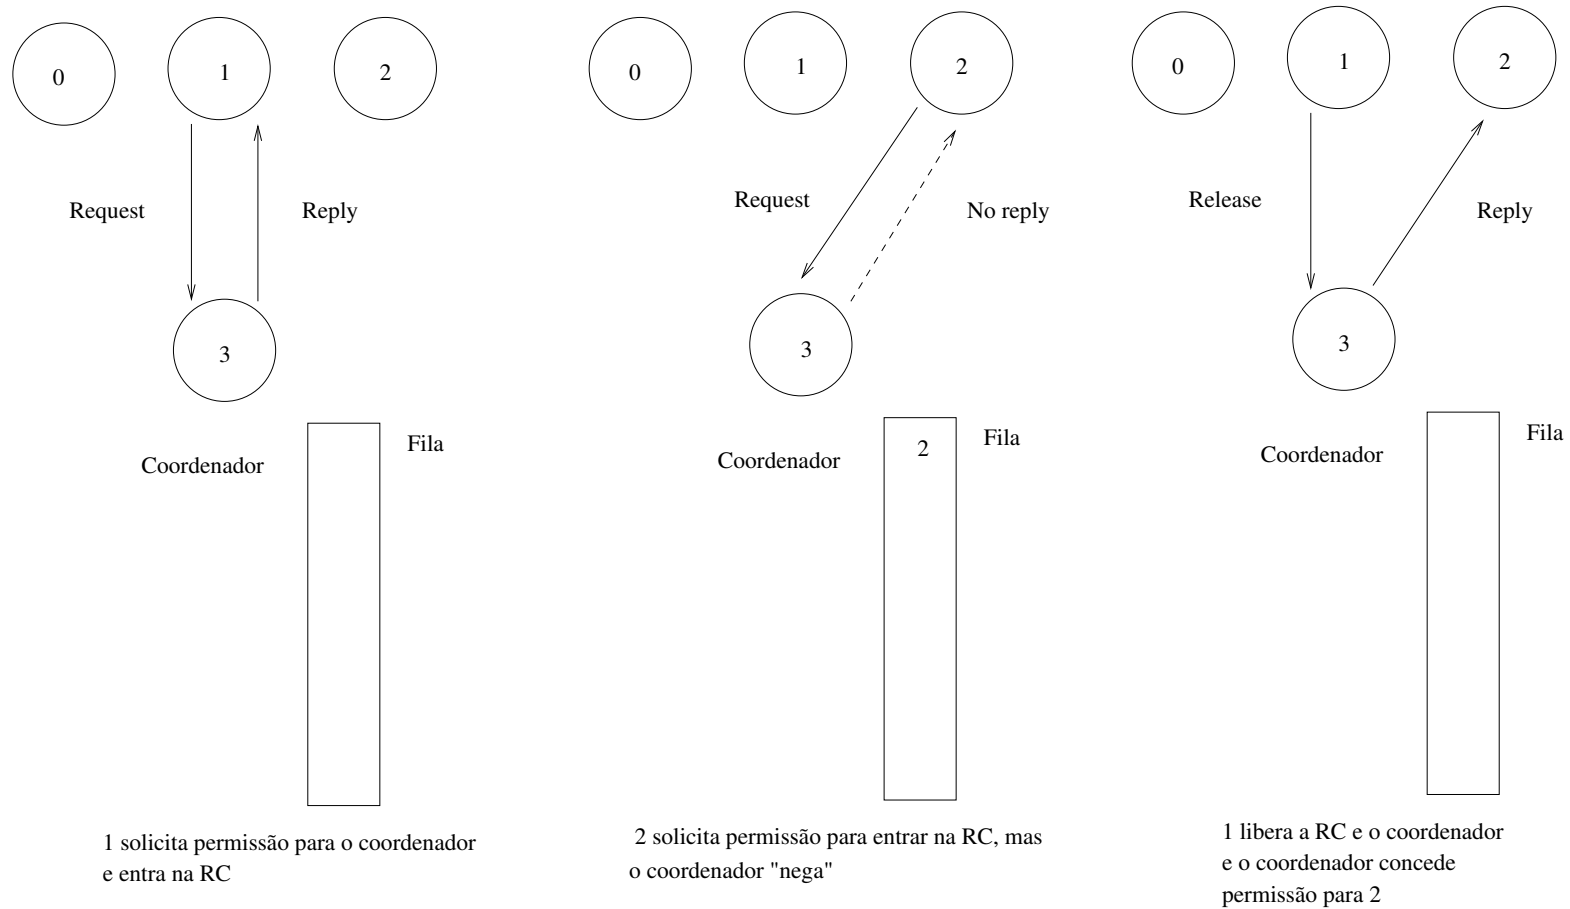 0
1
2
Request
Reply
3
Coordenador
Fila
1 solicita permissão para o coordenador
e entra na RC
0
1
2
Request
No reply
3
Coordenador
2
Fila
2 solicita permissão para entrar na RC, mas
o coordenador "nega"
0
1
2
Release
Reply
3
Coordenador
Fila
1 libera a RC e o coordenador
e o coordenador concede
permissão para 2